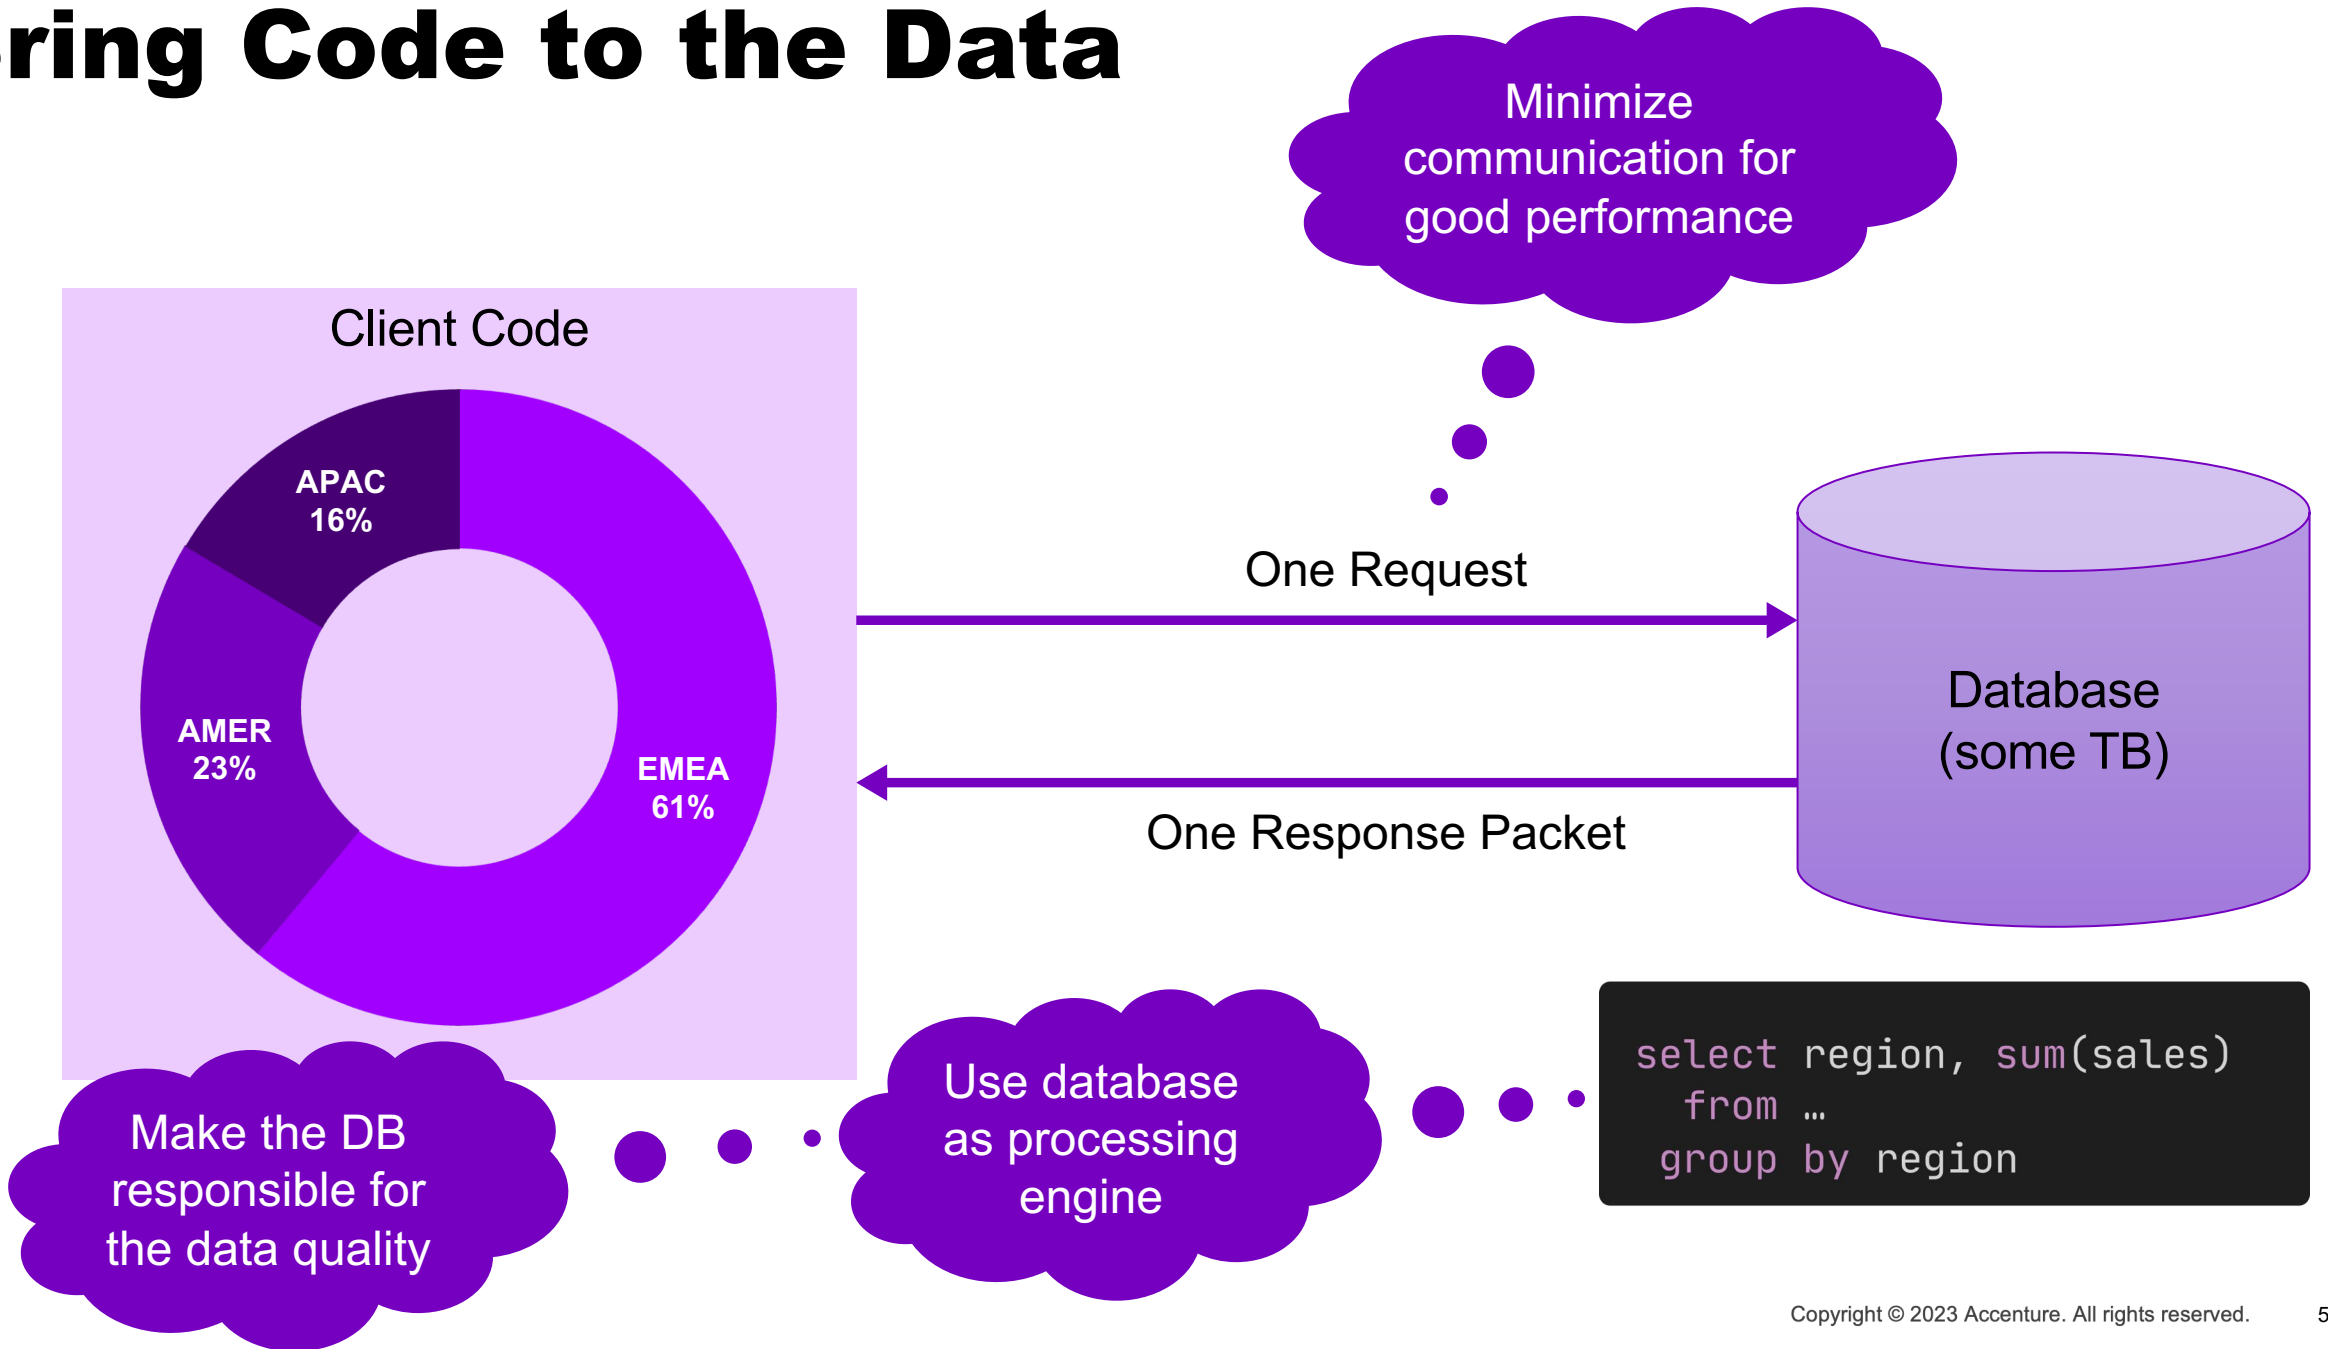 ring Code to the Data
Minimize
communication for
good performance
Client Code
APAC
16%
AMER
23%
EMEA
61%
One Request
One Response Packet
Database
(some TB)
Make the DB
responsible for
the data quality
Use database
as processing
engine
select region, sum(sales)
from …
group by region
Copyright © 2023 Accenture. All rights reserved.
5